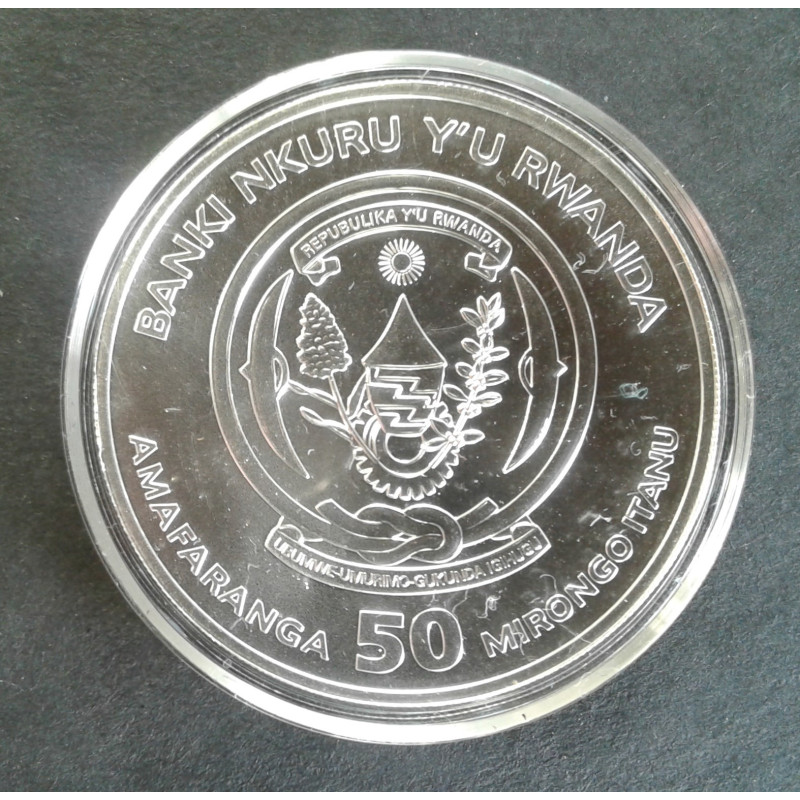 BANKI NKURU Y'U RWANDA
REPUBULIKA Y'U RWANDA
UBUMWE-UMURIMO-GUKUNDA IGIHUGU
AMAFARANGA 50 MIRONGO ITANU